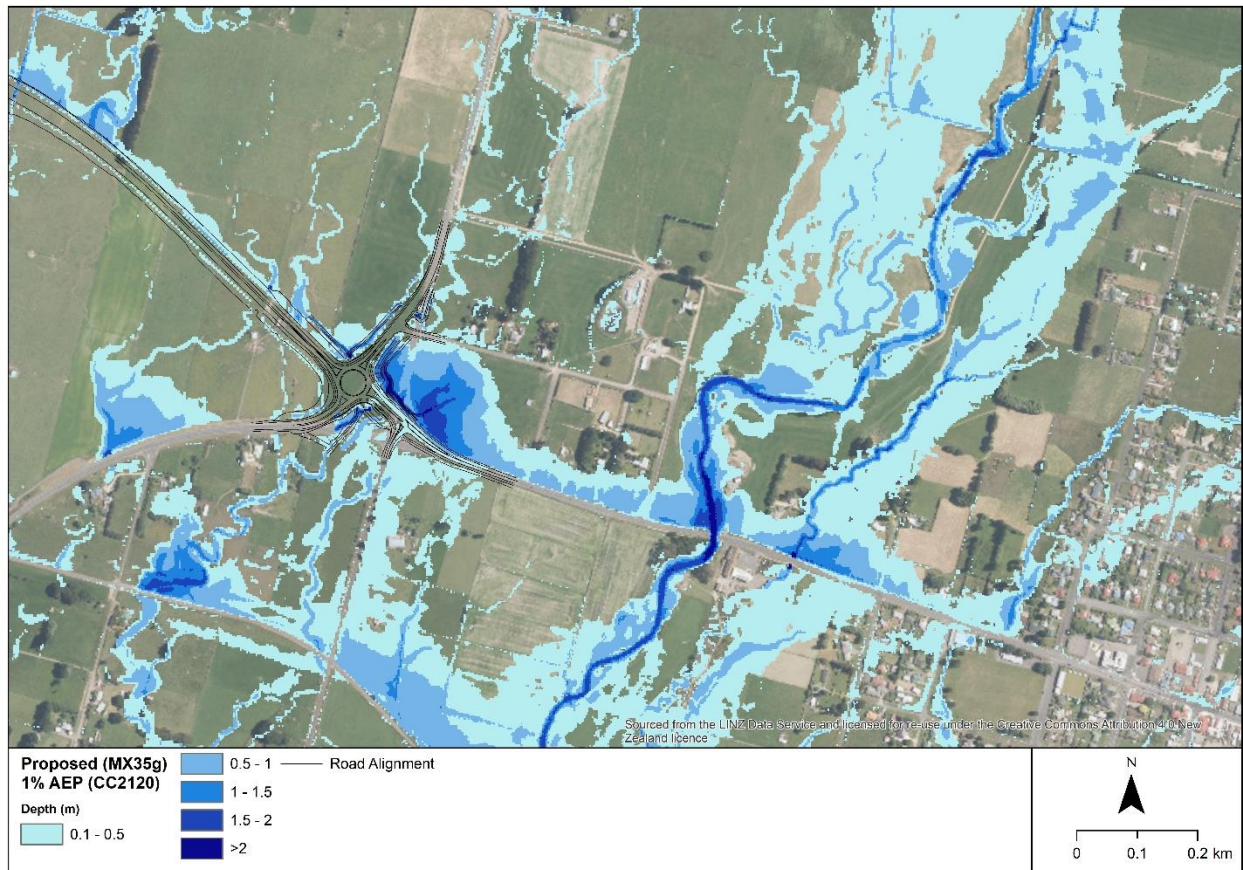 Sourced from the LINZ Data Service and licensed for re-use under the Creative Commons Attribution 4.0 New
Zealand licence
Proposed (MX35g)
1% AEP (CC2120)
Depth (m)
0.1 - 0.5
0.5 - 1
1 - 1.5
1.5 - 2
>2
Road Alignment
N
0 0.1 0.2 km